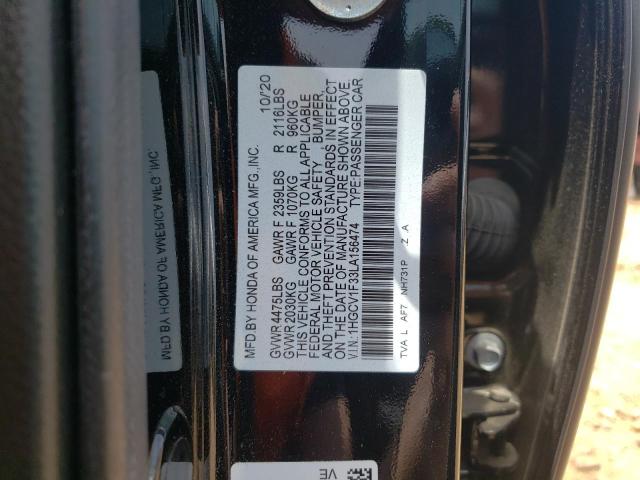 MFD.BY HONDA OF AMERICA MFG.,INC. 10/20
GVWR 4475LBS GAWR F 2359LBS R 2116LBS
GVWR 2030KG GAWR F 1070KG R 960KG
THIS VEHICLE CONFORMS TO ALL APPLICABLE
FEDERAL MOTOR VEHICLE SAFETY BUMPER,
AND THEFT PREVENTION STANDARDS IN EFFECT
ON THE DATE OF MANUFACTURE SHOWN ABOVE.
V.I.N.:1HGCV1F33LA156474 TYPE:PASSENGER CAR
TVA L AF7 NH731P Z A
MFD.BY HONDA OF AMERICA MFG.,INC.
VE